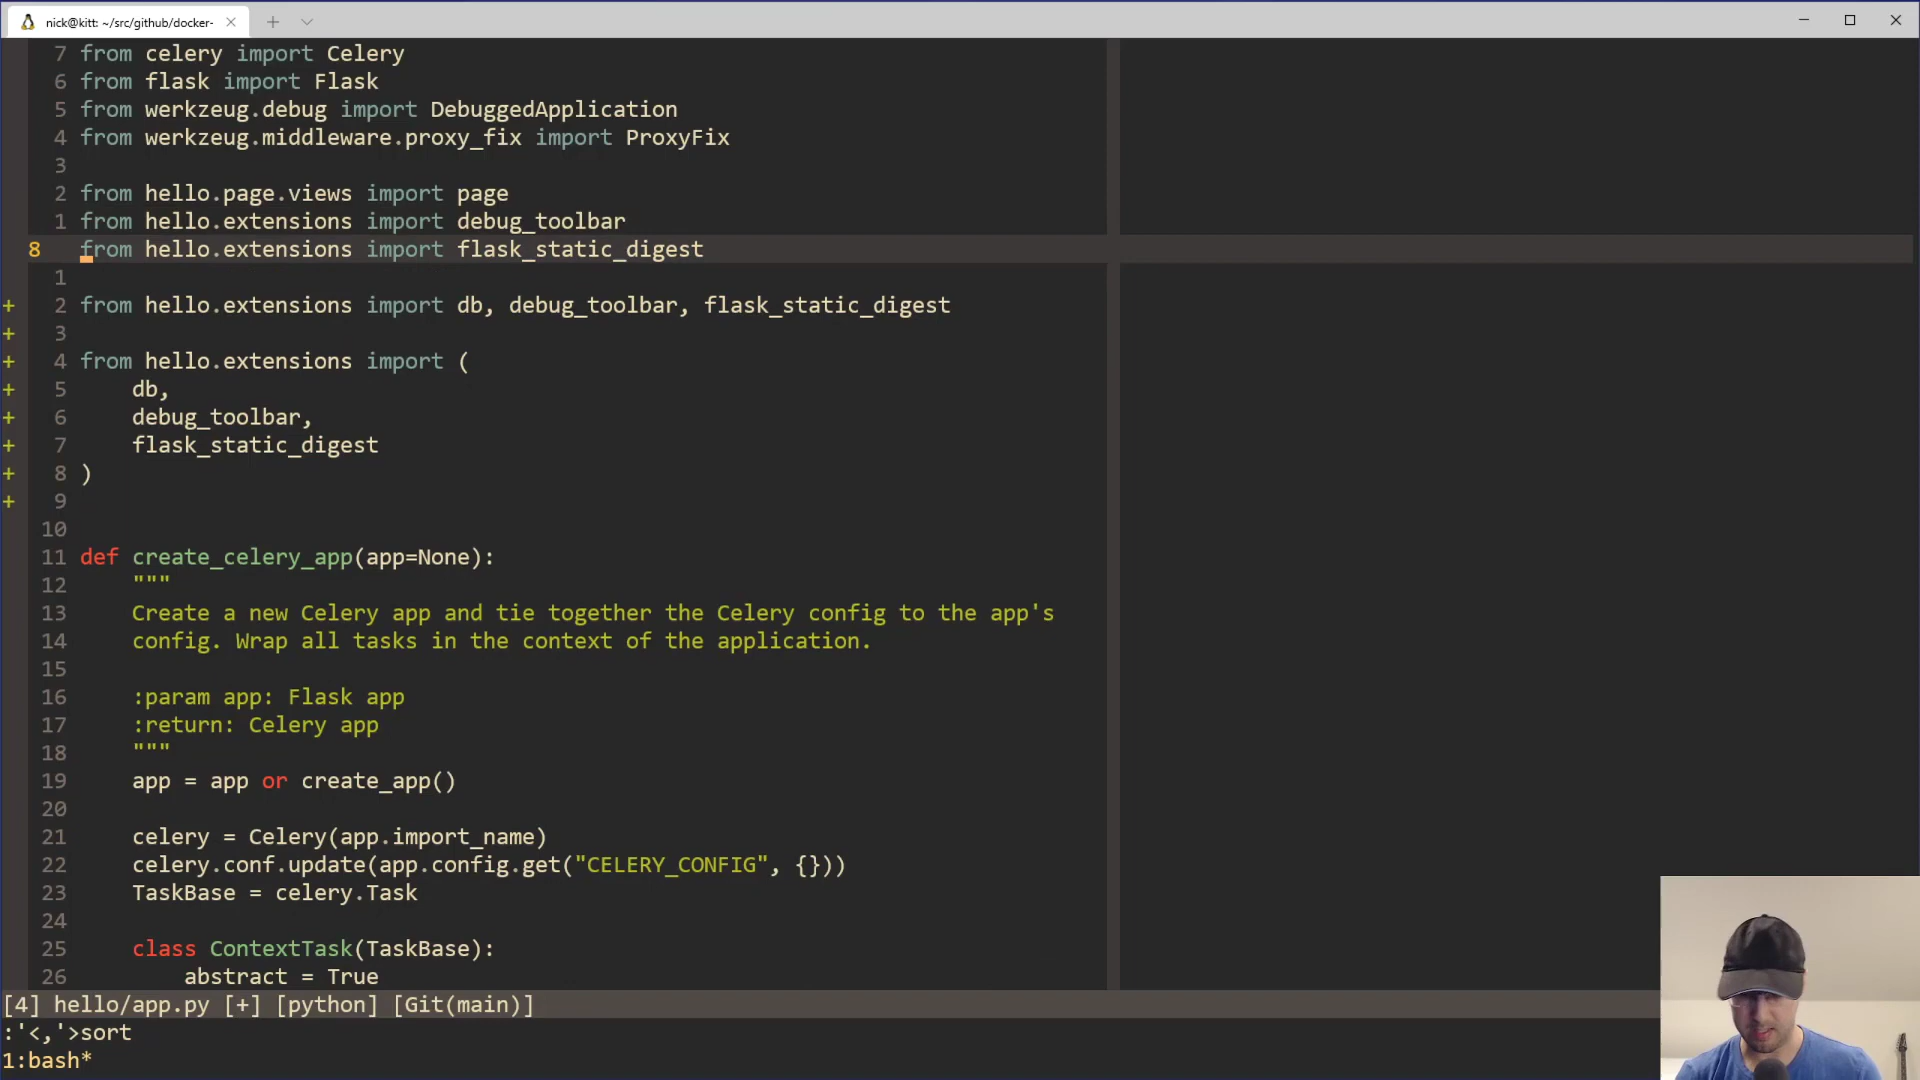 nick@kitt: ~/src/github/docker-
7 from celery import Celery
6 from flask import Flask
5 from werkzeug.debug import DebuggedApplication
4 from werkzeug.middleware.proxy_fix import ProxyFix
3
2 from hello.page.views import page
1 from hello.extensions import debug_toolbar
8 from hello.extensions import flask_static_digest
1
+ 2 from hello.extensions import db, debug_toolbar, flask_static_digest
+ 3
+ 4 from hello.extensions import (
+ 5     db,
+ 6     debug_toolbar,
+ 7     flask_static_digest
+ 8 )
+ 9
10
11 def create_celery_app(app=None):
12     """
13     Create a new Celery app and tie together the Celery config to the app's
14     config. Wrap all tasks in the context of the application.
15
16     :param app: Flask app
17     :return: Celery app
18     """
19     app = app or create_app()
20
21     celery = Celery(app.import_name)
22     celery.conf.update(app.config.get("CELERY_CONFIG", {}))
23     TaskBase = celery.Task
24
25     class ContextTask(TaskBase):
26         abstract = True
[4] hello/app.py [+] [python] [Git(main)]
:'<,'>sort
1:bash*